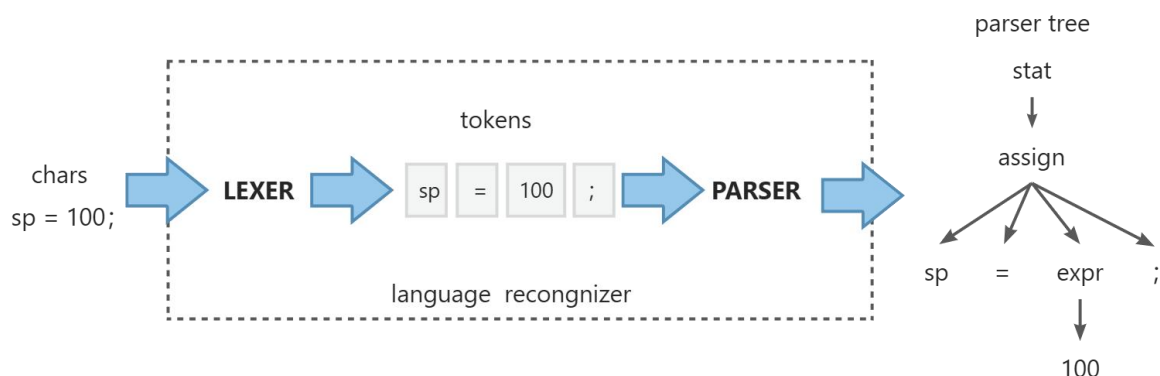 chars
sp = 100;
LEXER
tokens
sp
=
100
;
PARSER
language recongnizer
parser tree
stat
assign
sp
=
expr
;
100